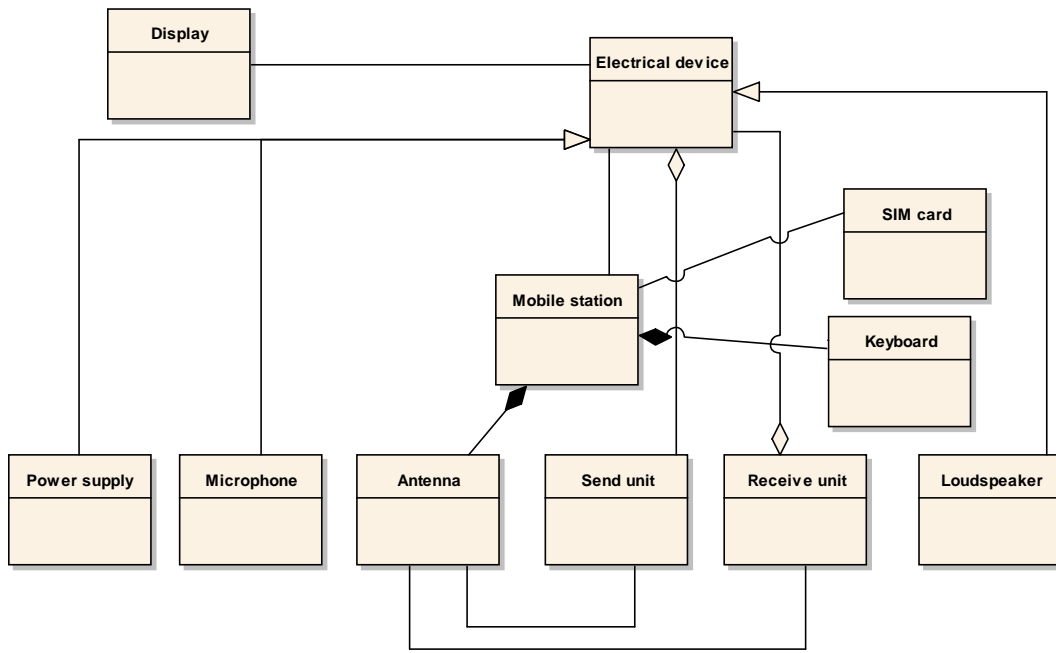 Display
Electrical device
SIM card
Mobile station
Keyboard
Power supply
Microphone
Antenna
Send unit
Receive unit
Loudspeaker